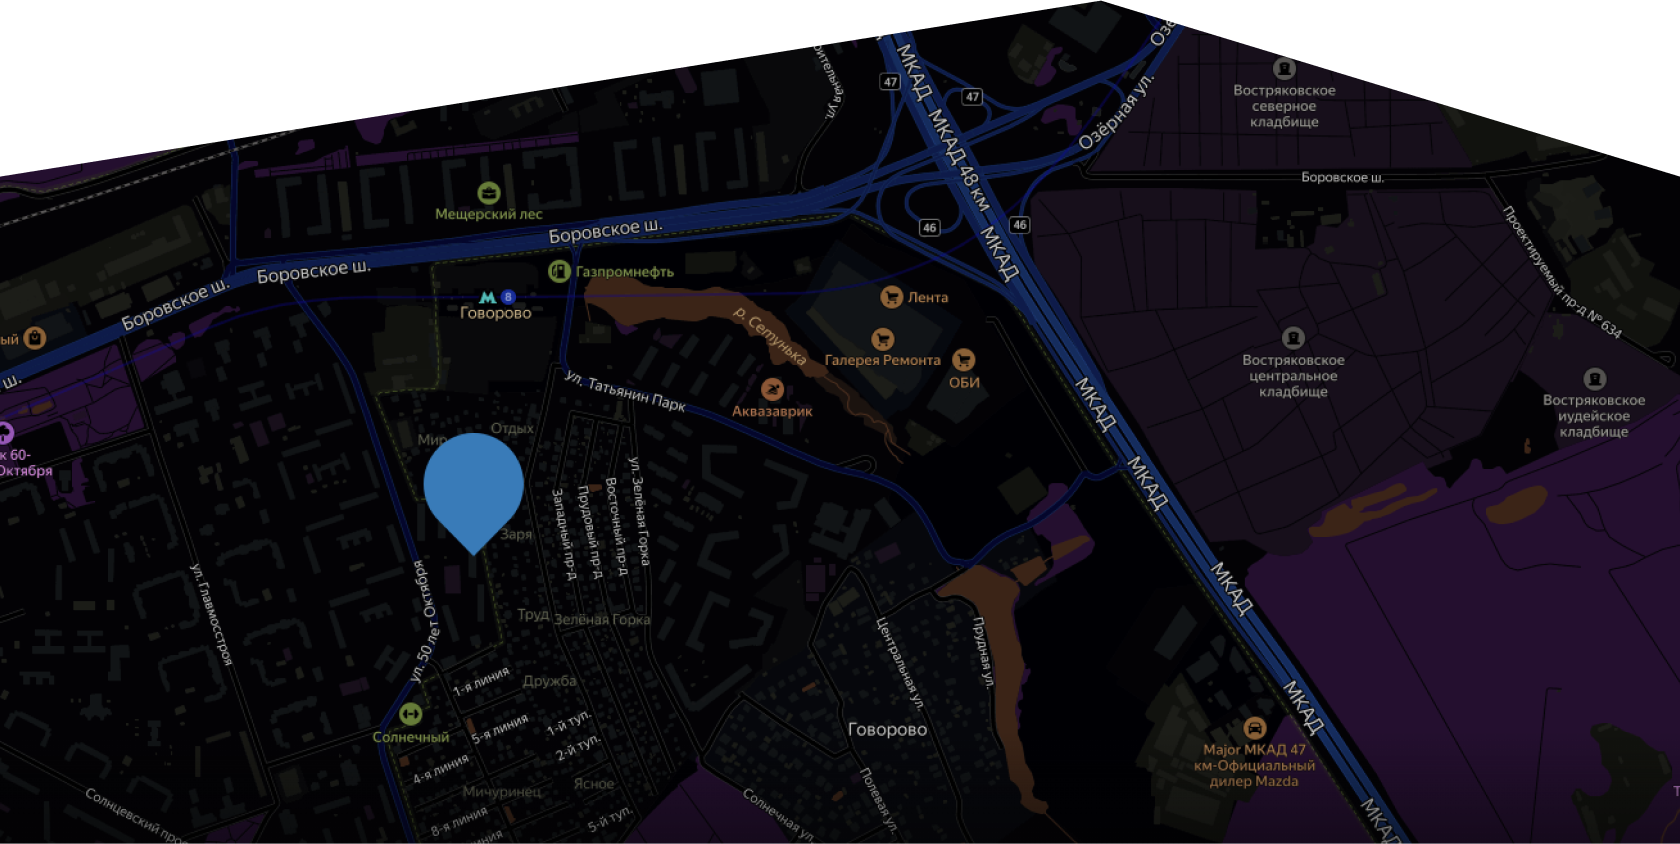 Озё
МКАД
47
47
Востряковское
северное
кладбище
Озёрная ул.
МКАД 48 км
Боровское ш.
Мещерский лес
Боровское ш.
46
46
Проектируемый пр-д № 634
МКАД
Боровское ш.
Газпромнефть
Боровское ш.
8
Говорово
Лента
р. Сетунька
Галерея Ремонта
ОБИ
Востряковское
центральное
кладбище
Востряковское
иудейское
кладбище
ый
ш.
ул. Татьянин Парк
Аквазаврик
МКАД
Мир
Отдых
к 60-
Октября
МКАД
Западный пр-д
Прудовый пр-д
Восточный пр-д
ул. Зелёная Горка
Заря
ул. Главмосстроя
ул. 50 лет Октября
МКАД
Труд
Зелёная Горка
Центральная ул.
Прудная ул.
1-я линия
Дружба
МКАД
5-я линия
1-й туп.
2-й туп.
Солнечный
Говорово
4-я линия
Major МКАД 47
км-Официальный
дилер Mazda
Мичуринец
Ясное
Солнцевский прос
8-я линия
5-й туп.
Солнечная ул.
Полевая ул.
МКАД
линия